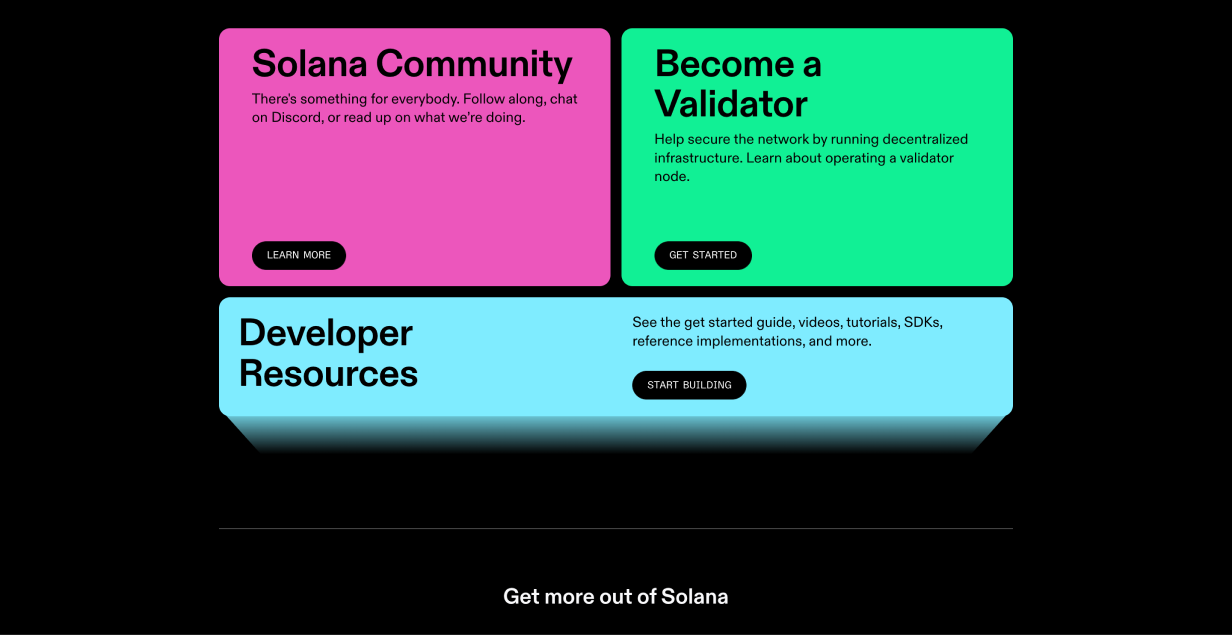 Solana Community
There's something for everybody. Follow along, chat
on Discord, or read up on what we're doing.
LEARN MORE
Become a
Validator
Help secure the network by running decentralized
infrastructure. Learn about operating a validator
node.
GET STARTED
Developer
Resources
See the get started guide, videos, tutorials, SDKs,
reference implementations, and more.
START BUILDING
Get more out of Solana